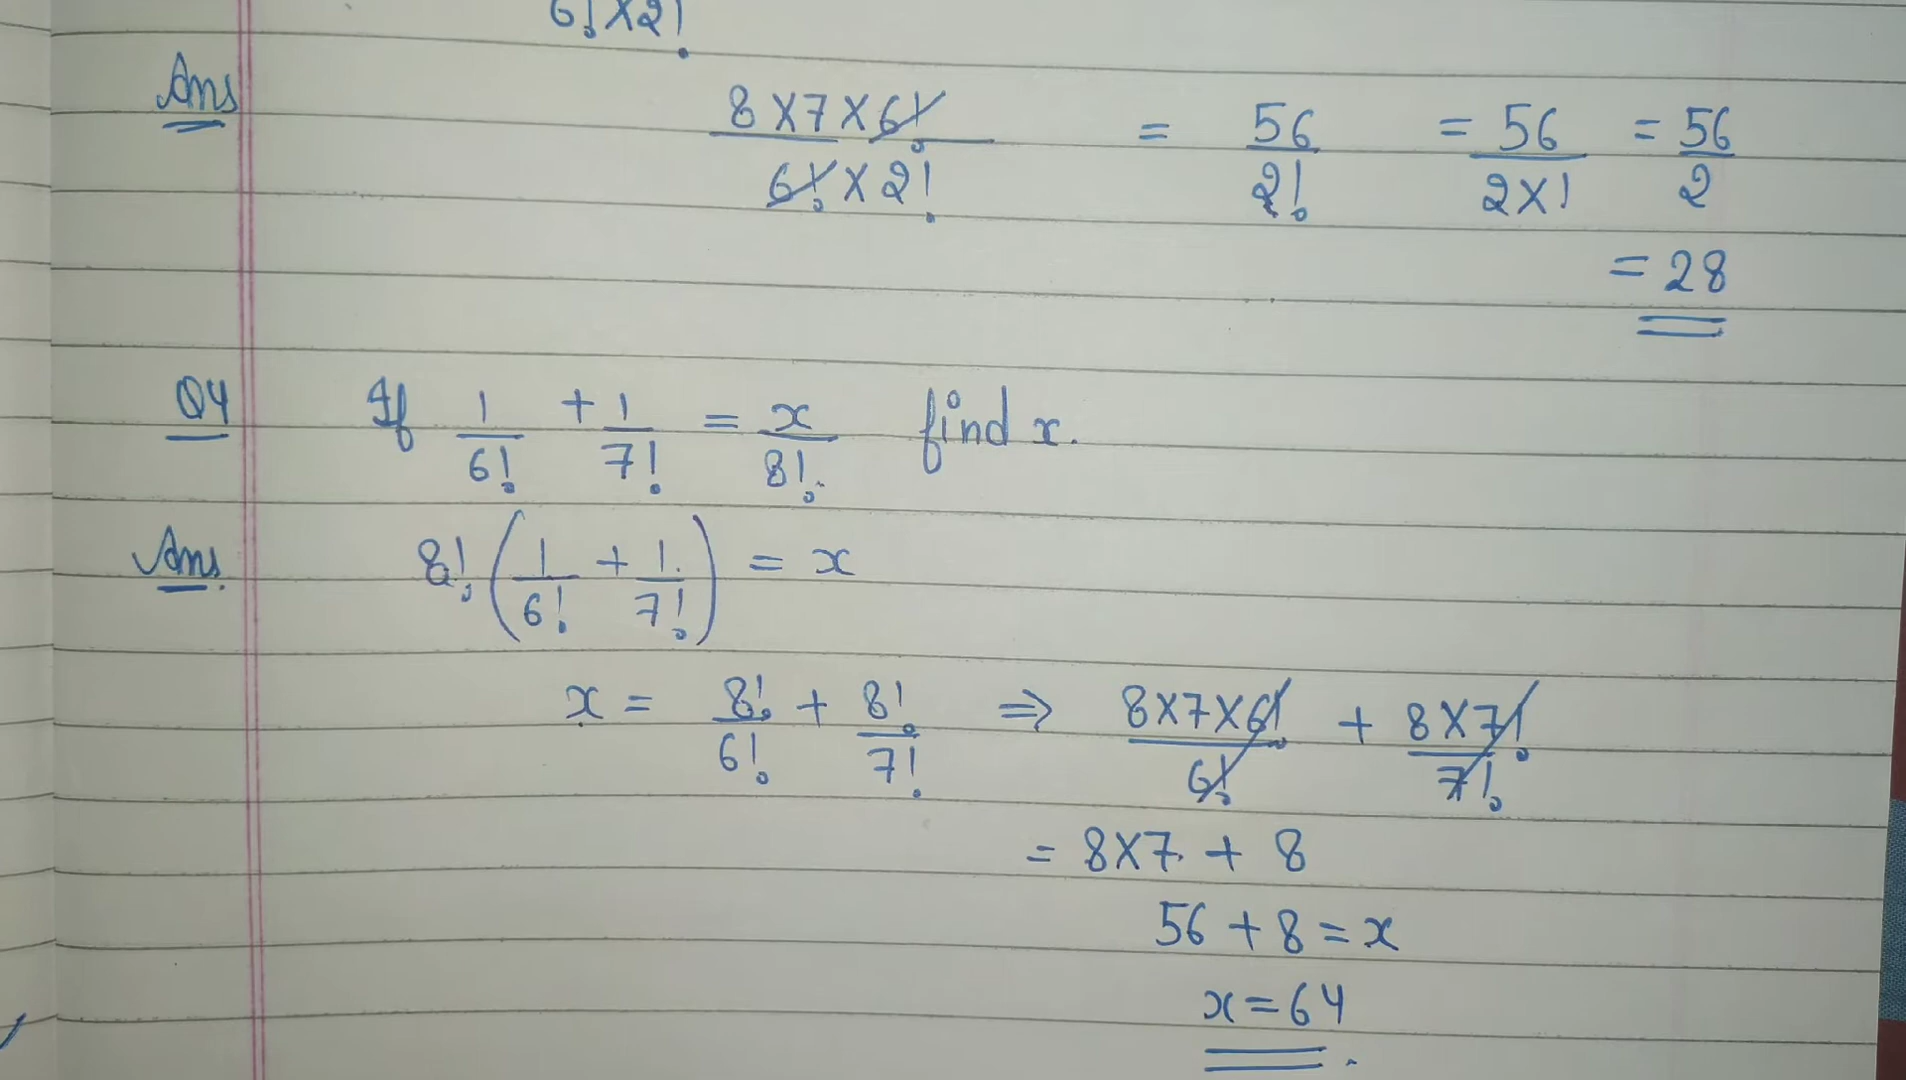 6! × 2!
Ans 8 × 7 × 6! / 6! × 2! = 56 / 2! = 56 / 2 × 1 = 56 / 2
= 28
Q4 If 1/6! + 1/7! = x/8! find x.
Ans. 8! (1/6! + 1/7!) = x
x = 8!/6! + 8!/7! ⇒ 8 × 7 × 6!/6! + 8 × 7!/7!
= 8 × 7 + 8
56 + 8 = x
x = 64